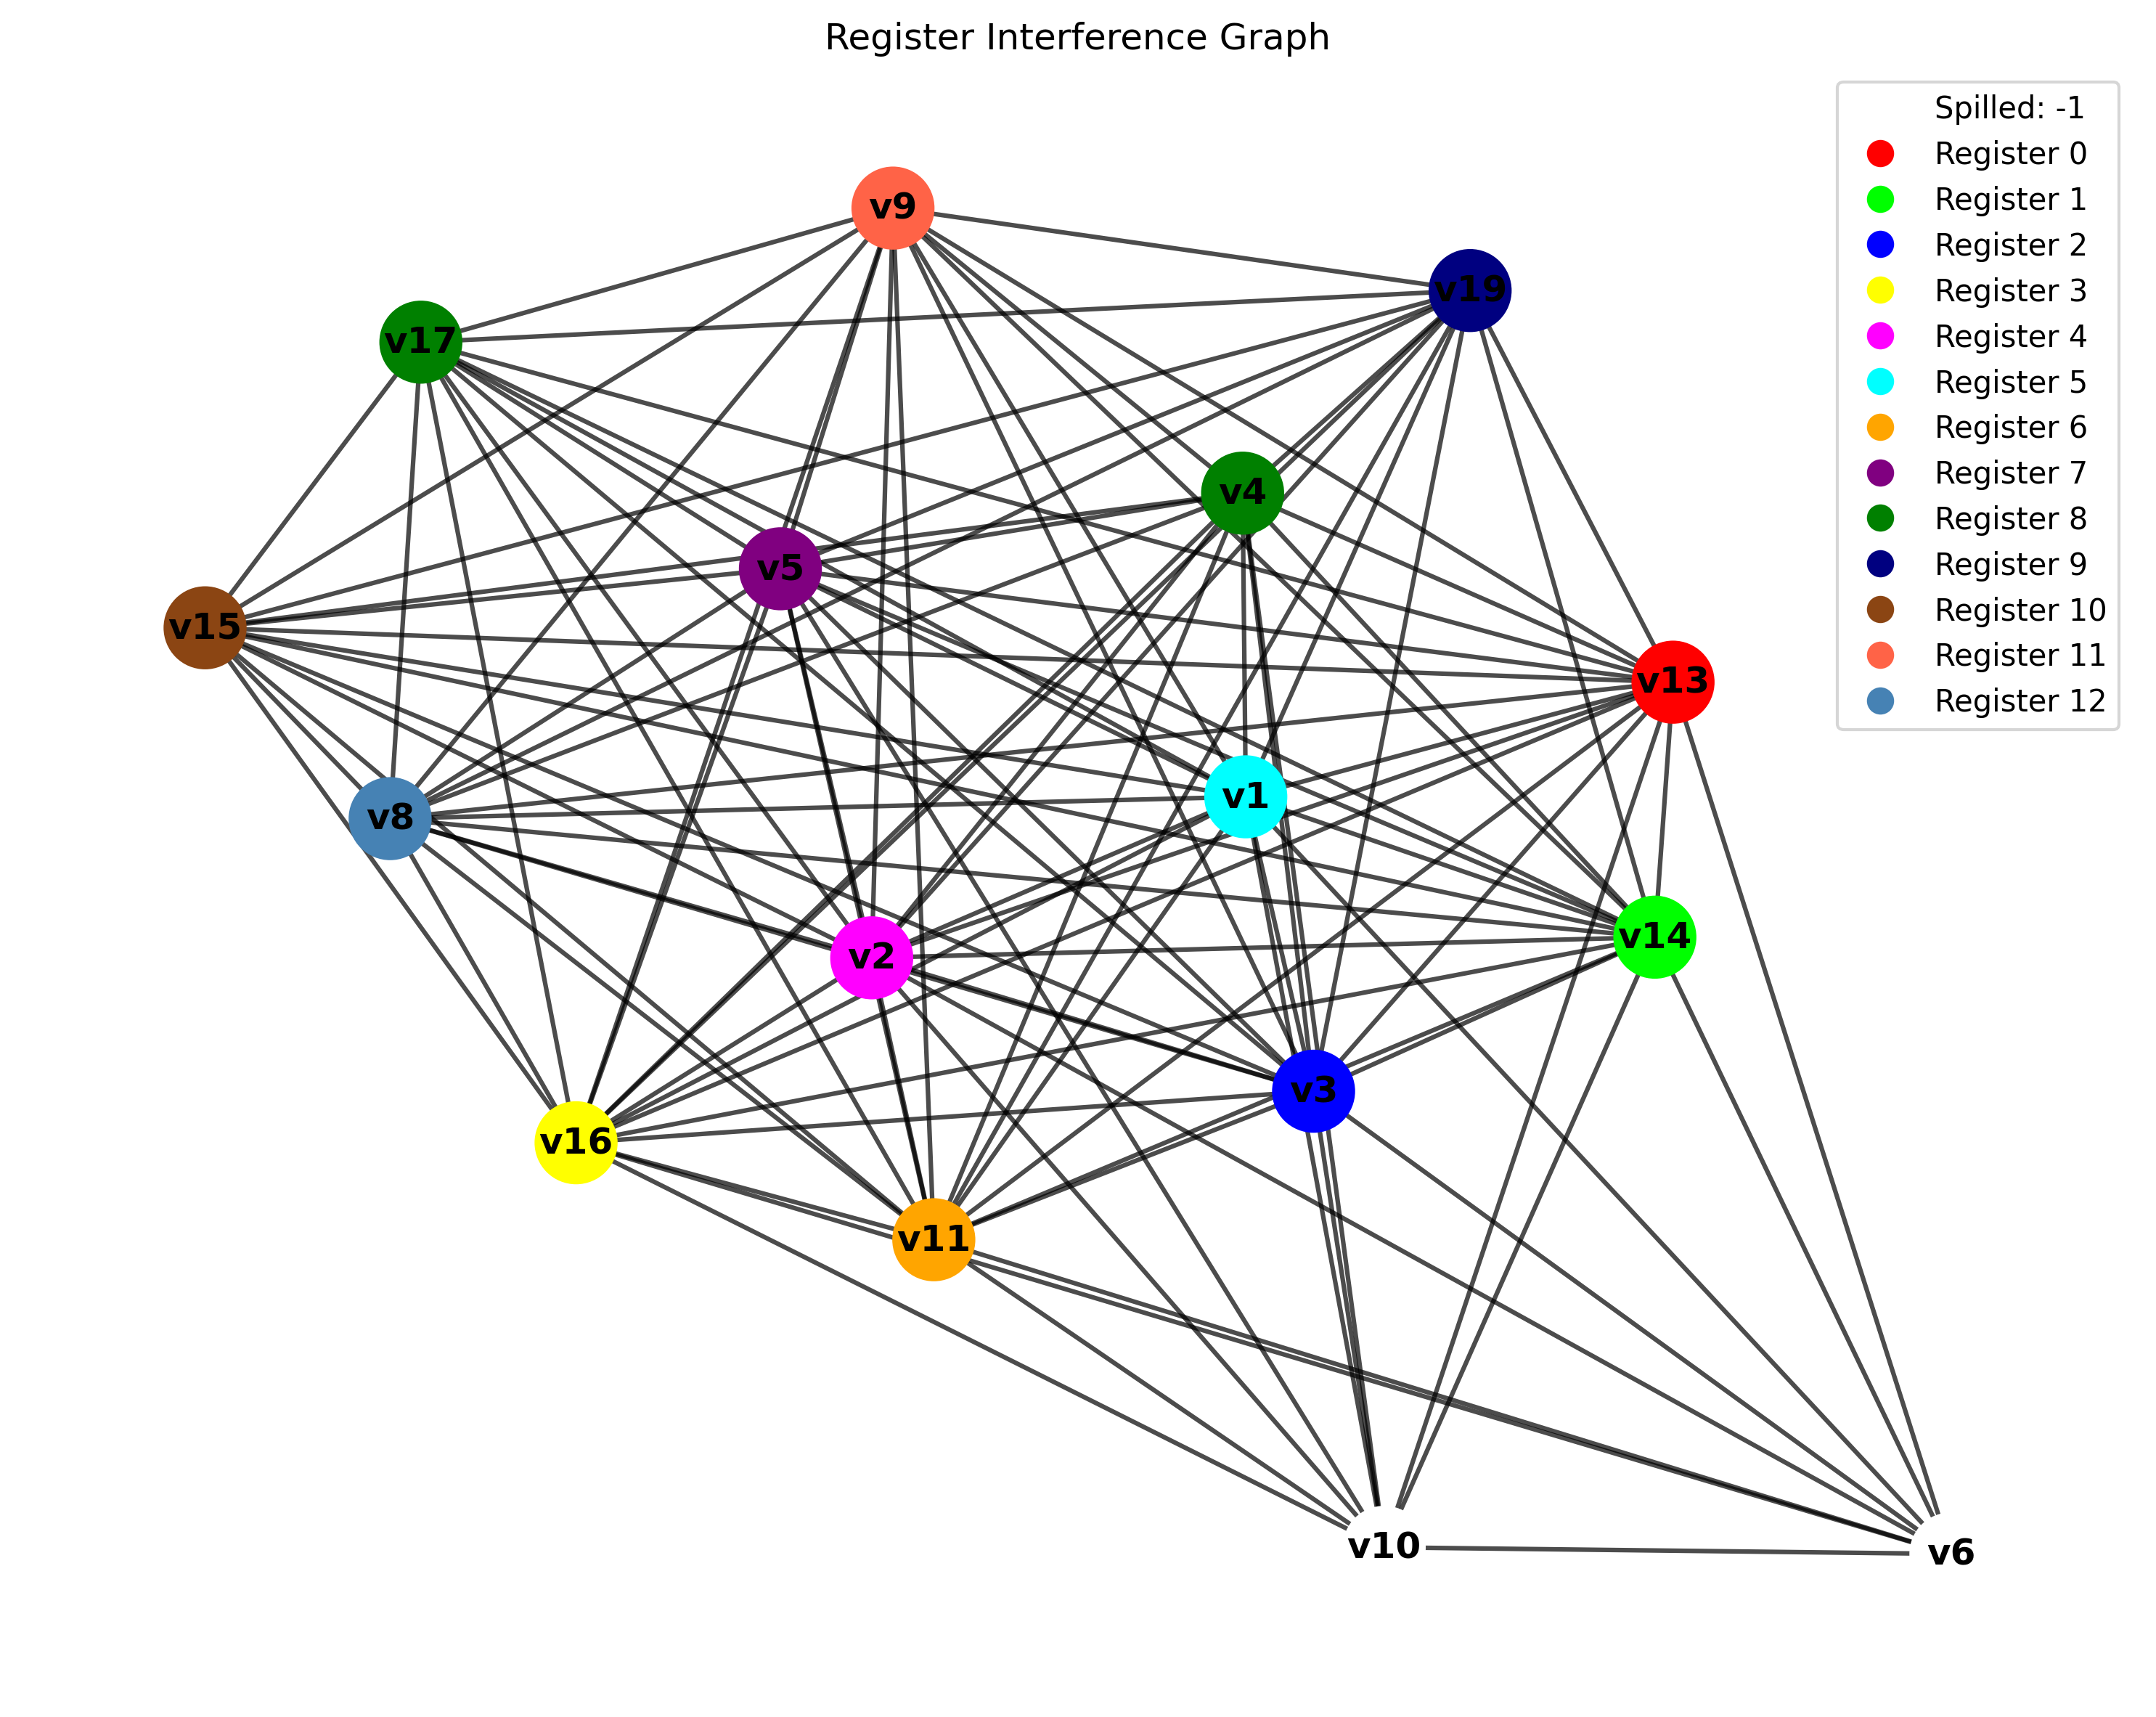 Register Interference Graph
Spilled: -1
Register 0
Register 1
Register 2
Register 3
Register 4
Register 5
Register 6
Register 7
Register 8
Register 9
Register 10
Register 11
Register 12
v9
v19
v17
v4
v5
v15
v13
v1
v8
v14
v2
v3
v16
v11
v10
v6